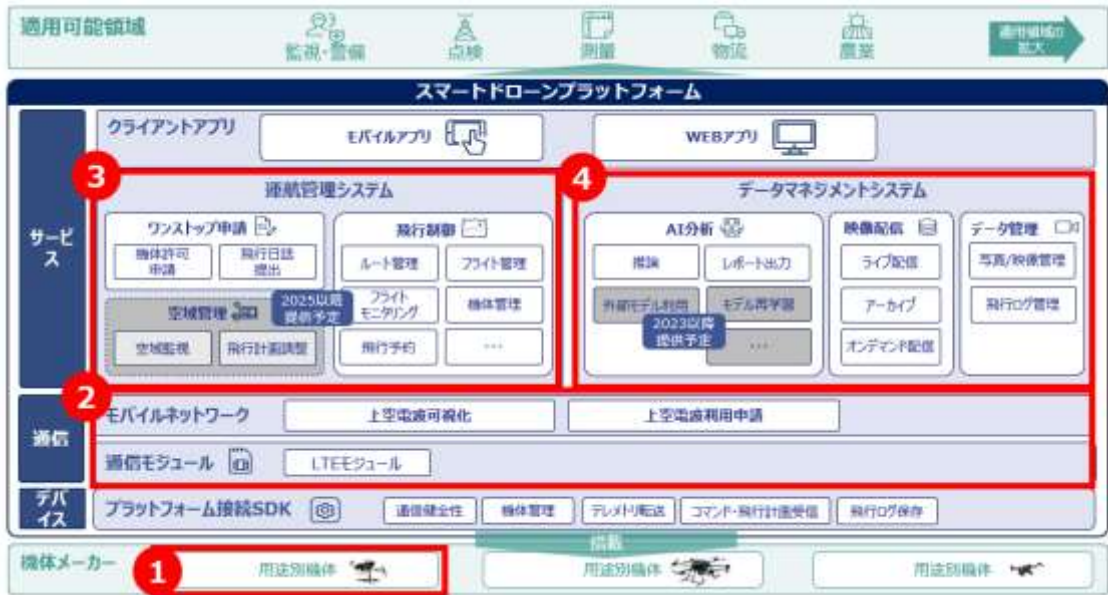 適用可能領域
監視・警備
点検
測量
物流
農業
適用領域の
拡大
スマートドローンプラットフォーム
サービ
ス
クライアントアプリ
モバイルアプリ
WEBアプリ
3
運航管理システム
ワンストップ申請
機体許可
申請
飛行日誌
提出
空域管理
2025以降
提供予定
空域監視
飛行計画調整
飛行制御
ルート管理
フライト管理
フライト
モニタリング
機体管理
飛行予約
...
4
データマネジメントシステム
AI分析
推論
レポート出力
外部モデル利用
モデル再学習
2023以降
提供予定
...
映像配信
ライブ配信
アーカイブ
オンデマンド配信
データ管理
写真/映像管理
飛行ログ管理
2
通信
モバイルネットワーク
上空電波可視化
上空電波利用申請
通信モジュール
LTEモジュール
デバ
イス
プラットフォーム接続SDK
通信健全性
機体管理
テレメトリ転送
コマンド・飛行計画受信
飛行ログ保存
搭載
機体メーカー
1
用途別機体
用途別機体
用途別機体